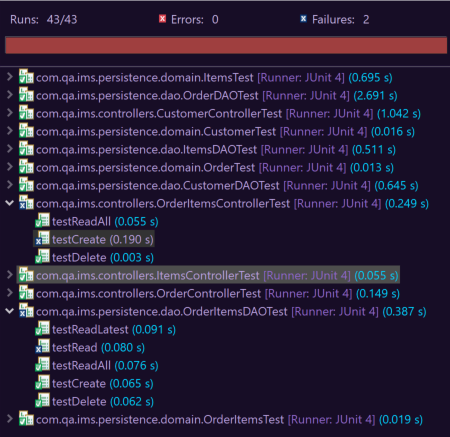 Runs: 43/43 Errors: 0 Failures: 2
com.qa.ims.persistence.domain.ItemsTest [Runner: JUnit 4] (0.695 s)
com.qa.ims.persistence.dao.OrderDAOTest [Runner: JUnit 4] (2.691 s)
com.qa.ims.controllers.CustomerControllerTest [Runner: JUnit 4] (1.042 s)
com.qa.ims.persistence.domain.CustomerTest [Runner: JUnit 4] (0.016 s)
com.qa.ims.persistence.dao.ItemsDAOTest [Runner: JUnit 4] (0.511 s)
com.qa.ims.persistence.domain.OrderTest [Runner: JUnit 4] (0.013 s)
com.qa.ims.persistence.dao.CustomerDAOTest [Runner: JUnit 4] (0.645 s)
com.qa.ims.controllers.OrderItemsControllerTest [Runner: JUnit 4] (0.249 s)
testReadAll (0.055 s)
testCreate (0.190 s)
testDelete (0.003 s)
com.qa.ims.controllers.ItemsControllerTest [Runner: JUnit 4] (0.055 s)
com.qa.ims.controllers.OrderControllerTest [Runner: JUnit 4] (0.149 s)
com.qa.ims.persistence.dao.OrderItemsDAOTest [Runner: JUnit 4] (0.387 s)
testReadLatest (0.091 s)
testRead (0.080 s)
testReadAll (0.076 s)
testCreate (0.065 s)
testDelete (0.062 s)
com.qa.ims.persistence.domain.OrderItemsTest [Runner: JUnit 4] (0.019 s)